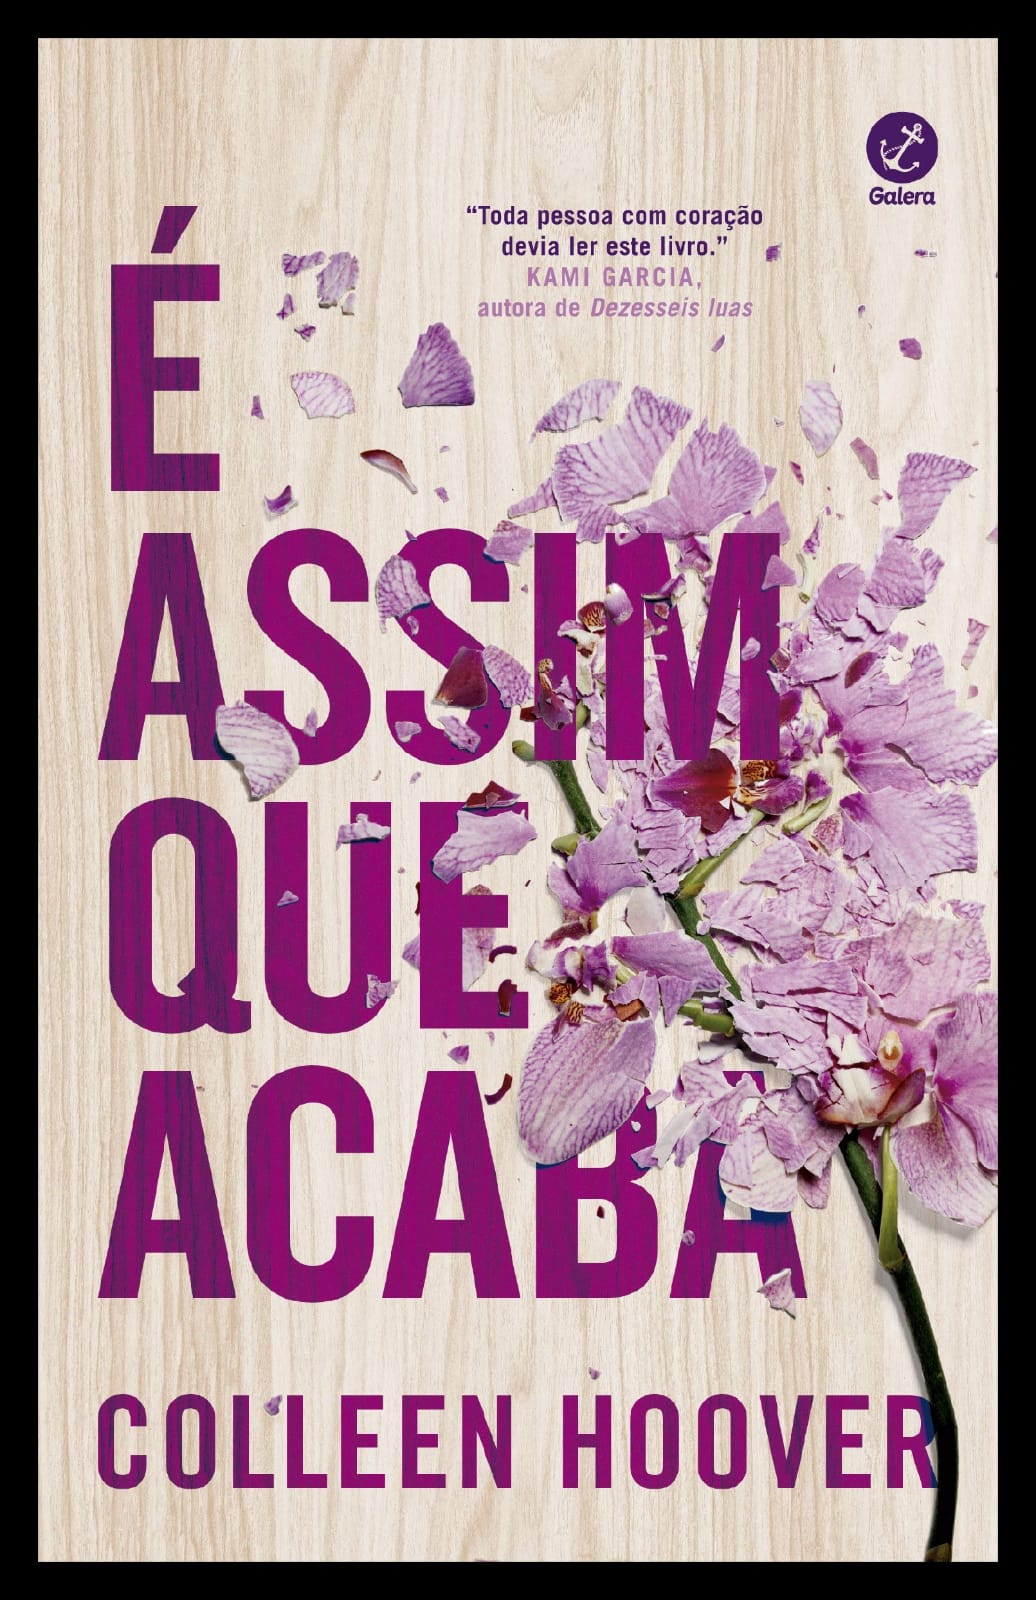 Galera
“Toda pessoa com coração
devia ler este livro.”
KAMI GARCIA,
autora de Dezesseis luas
É
ASSIM
QUE
ACABA
COLLEEN HOOVER